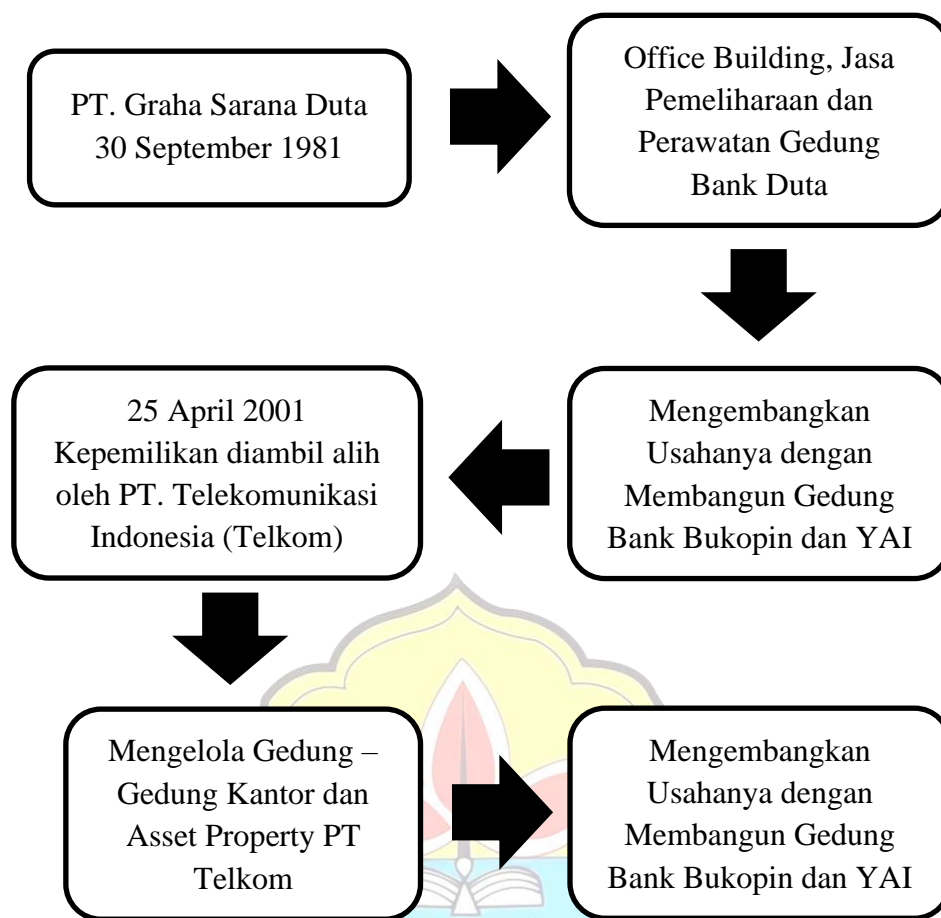 PT. Graha Sarana Duta
30 September 1981
Office Building, Jasa
Pemeliharaan dan
Perawatan Gedung
Bank Duta
Mengembangkan
Usahanya dengan
Membangun Gedung
Bank Bukopin dan YAI
25 April 2001
Kepemilikan diambil alih
oleh PT. Telekomunikasi
Indonesia (Telkom)
Mengelola Gedung –
Gedung Kantor dan
Asset Property PT
Telkom
Mengembangkan
Usahanya dengan
Membangun Gedung
Bank Bukopin dan YAI